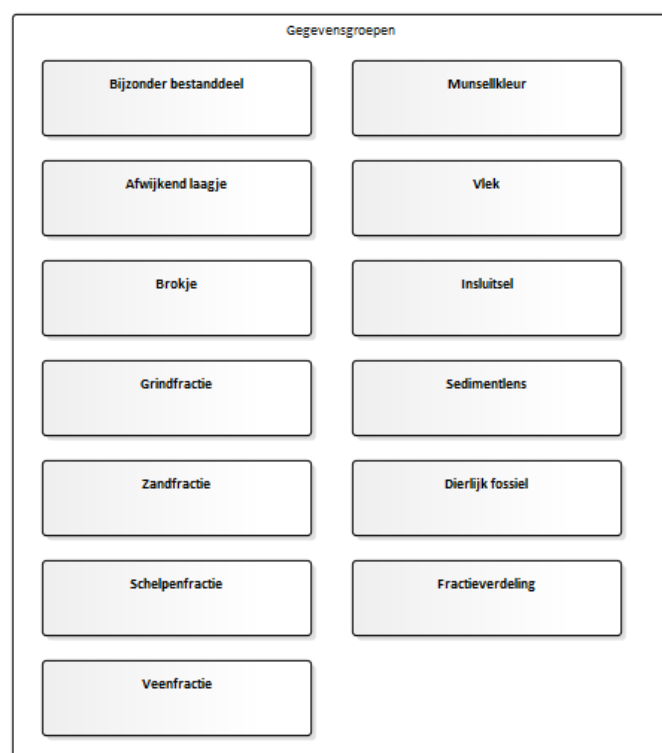 Gegevensgroepen
Bijzonder bestanddeel
Munsellkleur
Afwijkend laagje
Vlek
Brokje
Insluitsel
Grindfractie
Sedimentlens
Zandfractie
Dierlijk fossiel
Schelpenfractie
Fractieverdeling
Veenfractie